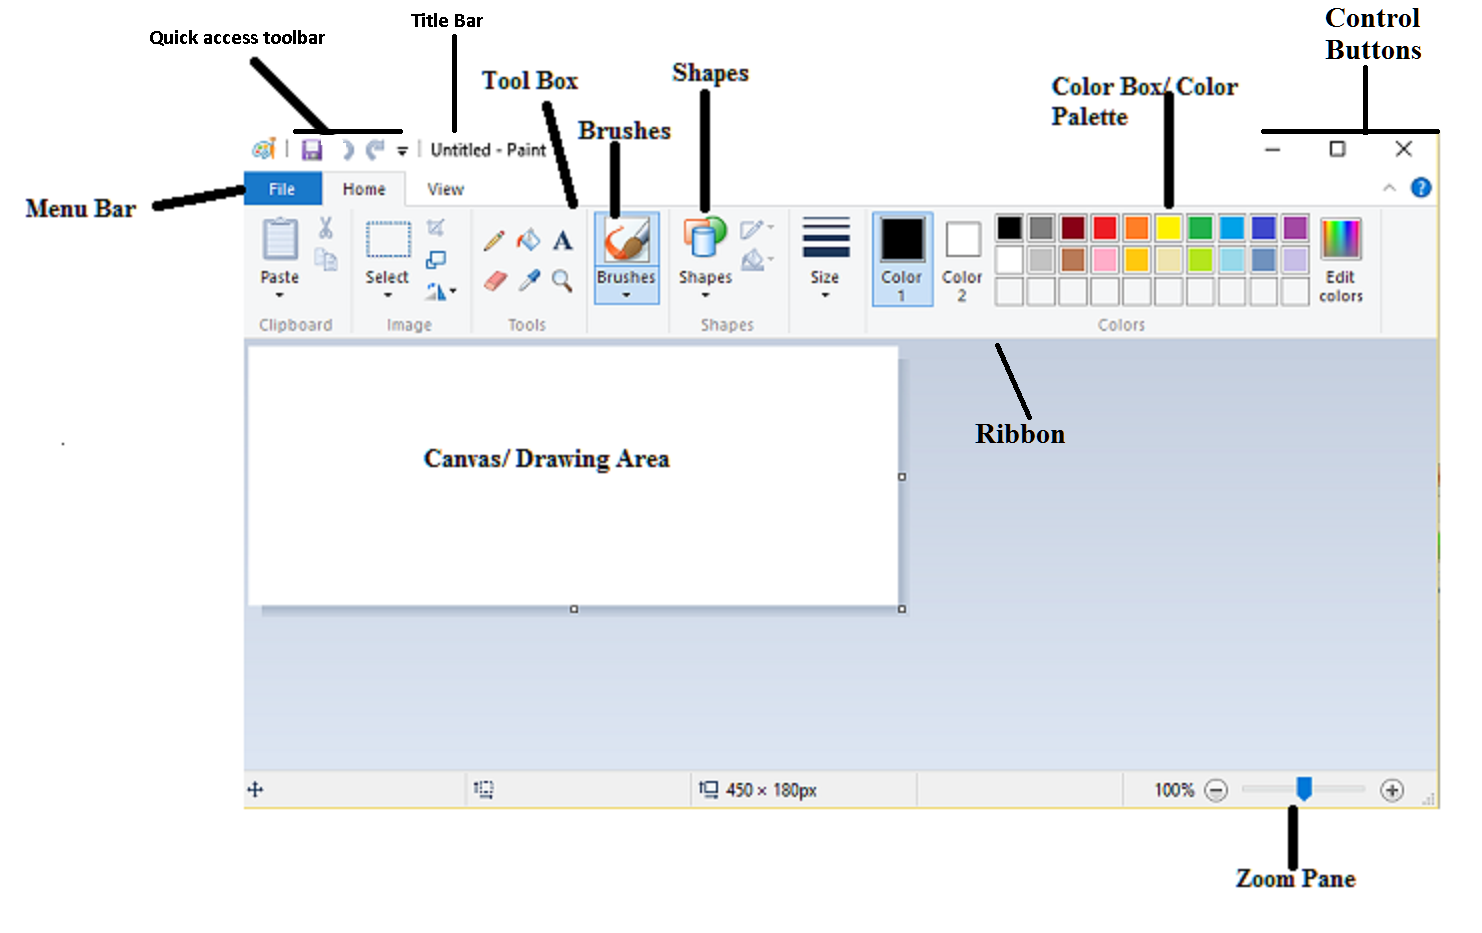 Quick access toolbar
Title Bar
Control
Buttons
Tool Box
Shapes
Color Box/ Color
Palette
Brushes
Untitled - Paint
Menu Bar
File Home View
Paste
Select
A
Brushes
Shapes
Size
Color
1
Color
2
Edit
colors
Clipboard Image Tools Shapes Colors
Ribbon
Canvas/ Drawing Area
450 × 180px
100%
Zoom Pane